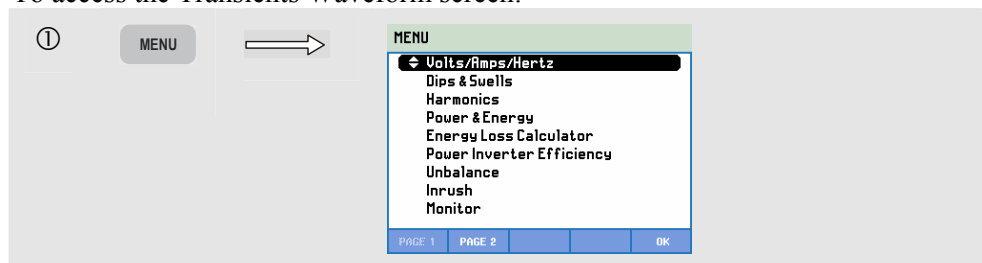 To access the Transients Waveform screen:
① MENU
MENU
Volts/Amps/Hertz
Dips & Swells
Harmonics
Power & Energy
Energy Loss Calculator
Power Inverter Efficiency
Unbalance
Inrush
Monitor
PAGE 1 PAGE 2 OK